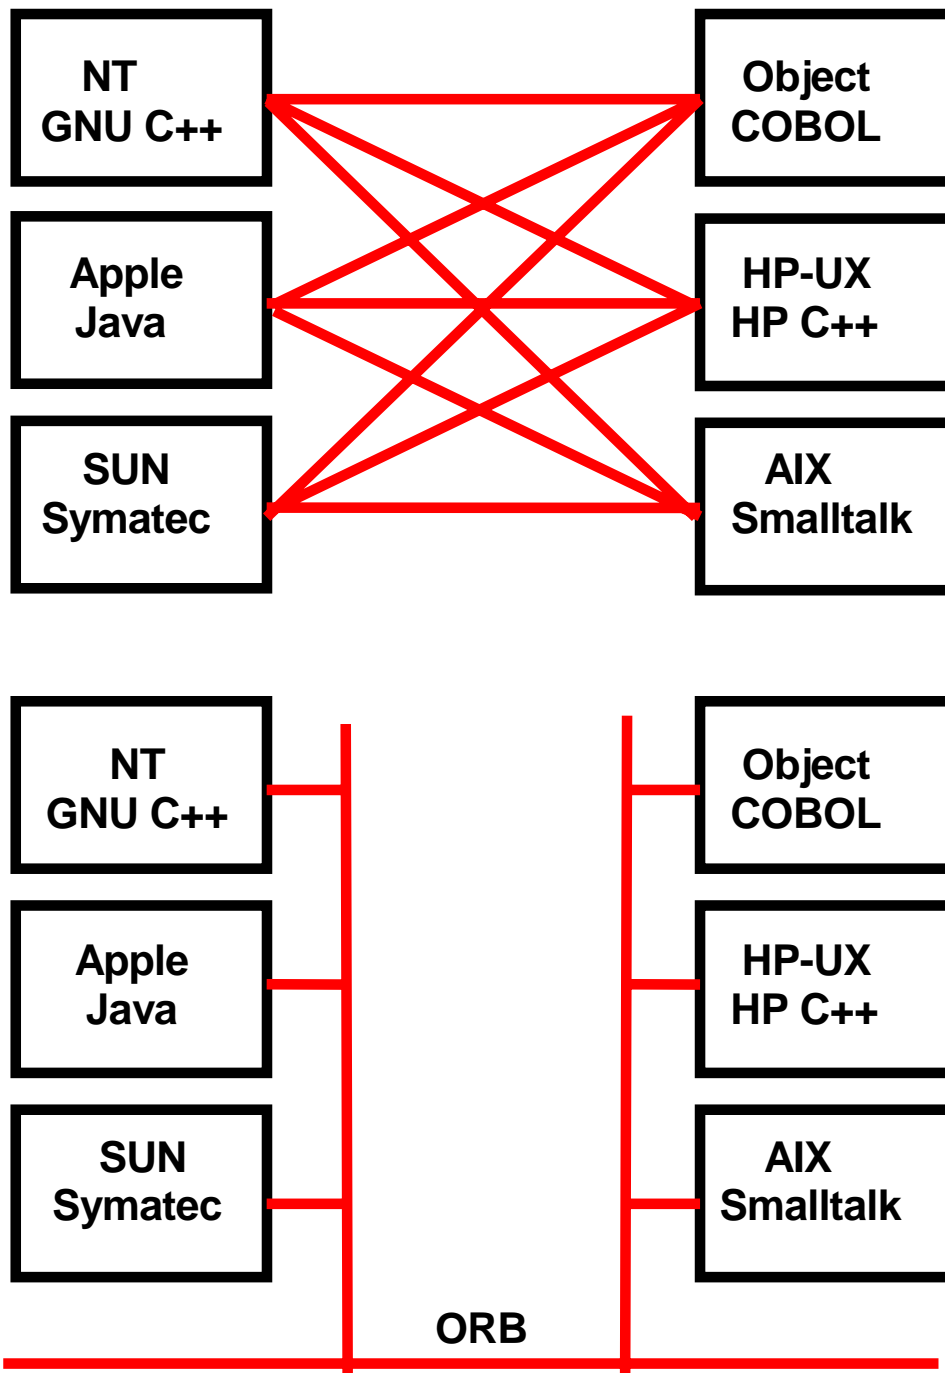 NT
GNU C++
Object
COBOL
Apple
Java
HP-UX
HP C++
SUN
Symatec
AIX
Smalltalk
NT
GNU C++
Object
COBOL
Apple
Java
HP-UX
HP C++
SUN
Symatec
AIX
Smalltalk
ORB